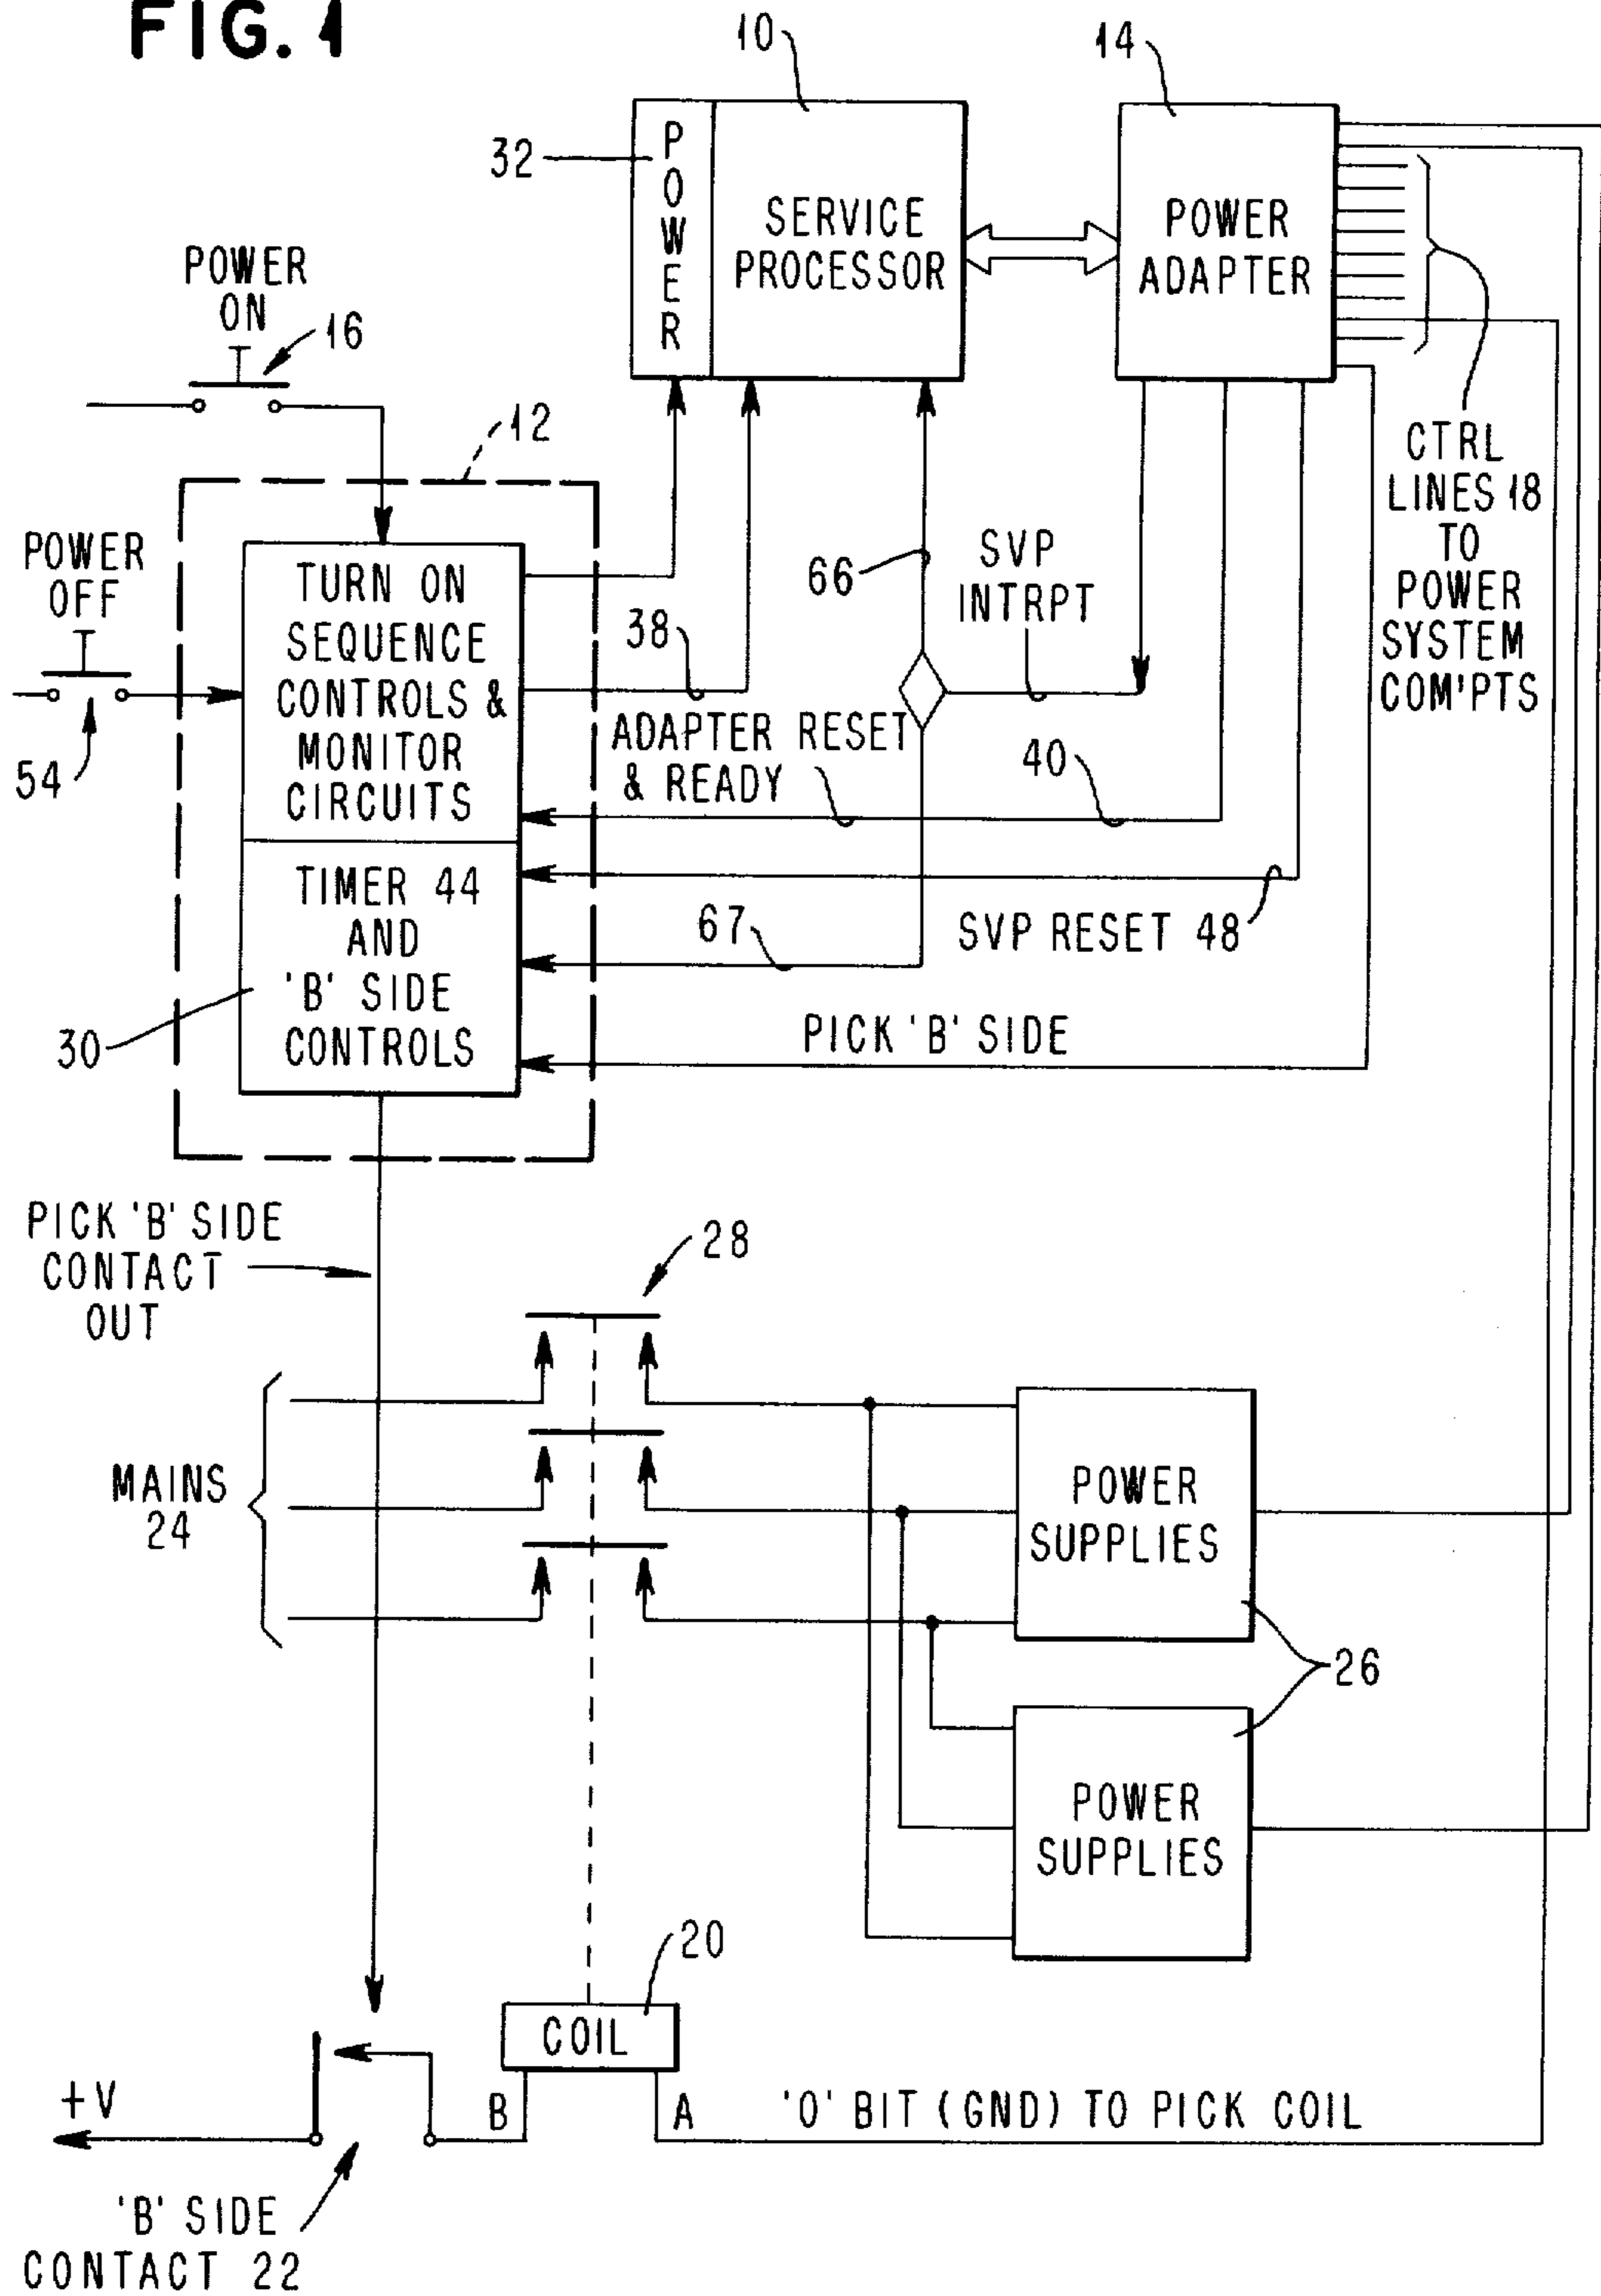 FIG. 1
10
14
32
POWER
SERVICE
PROCESSOR
POWER
ADAPTER
POWER
ON
16
12
CTRL
LINES 18
TO
POWER
SYSTEM
COM'PTS
POWER
OFF
54
TURN ON
SEQUENCE
CONTROLS &
MONITOR
CIRCUITS
38
66
SVP
INTRPT
ADAPTER RESET
& READY
40
TIMER 44
AND
'B' SIDE
CONTROLS
30
67
SVP RESET 48
PICK 'B' SIDE
PICK 'B' SIDE
CONTACT
OUT
28
MAINS
24
POWER
SUPPLIES
26
POWER
SUPPLIES
20
COIL
+V
B
A
'0' BIT (GND) TO PICK COIL
'B' SIDE
CONTACT 22